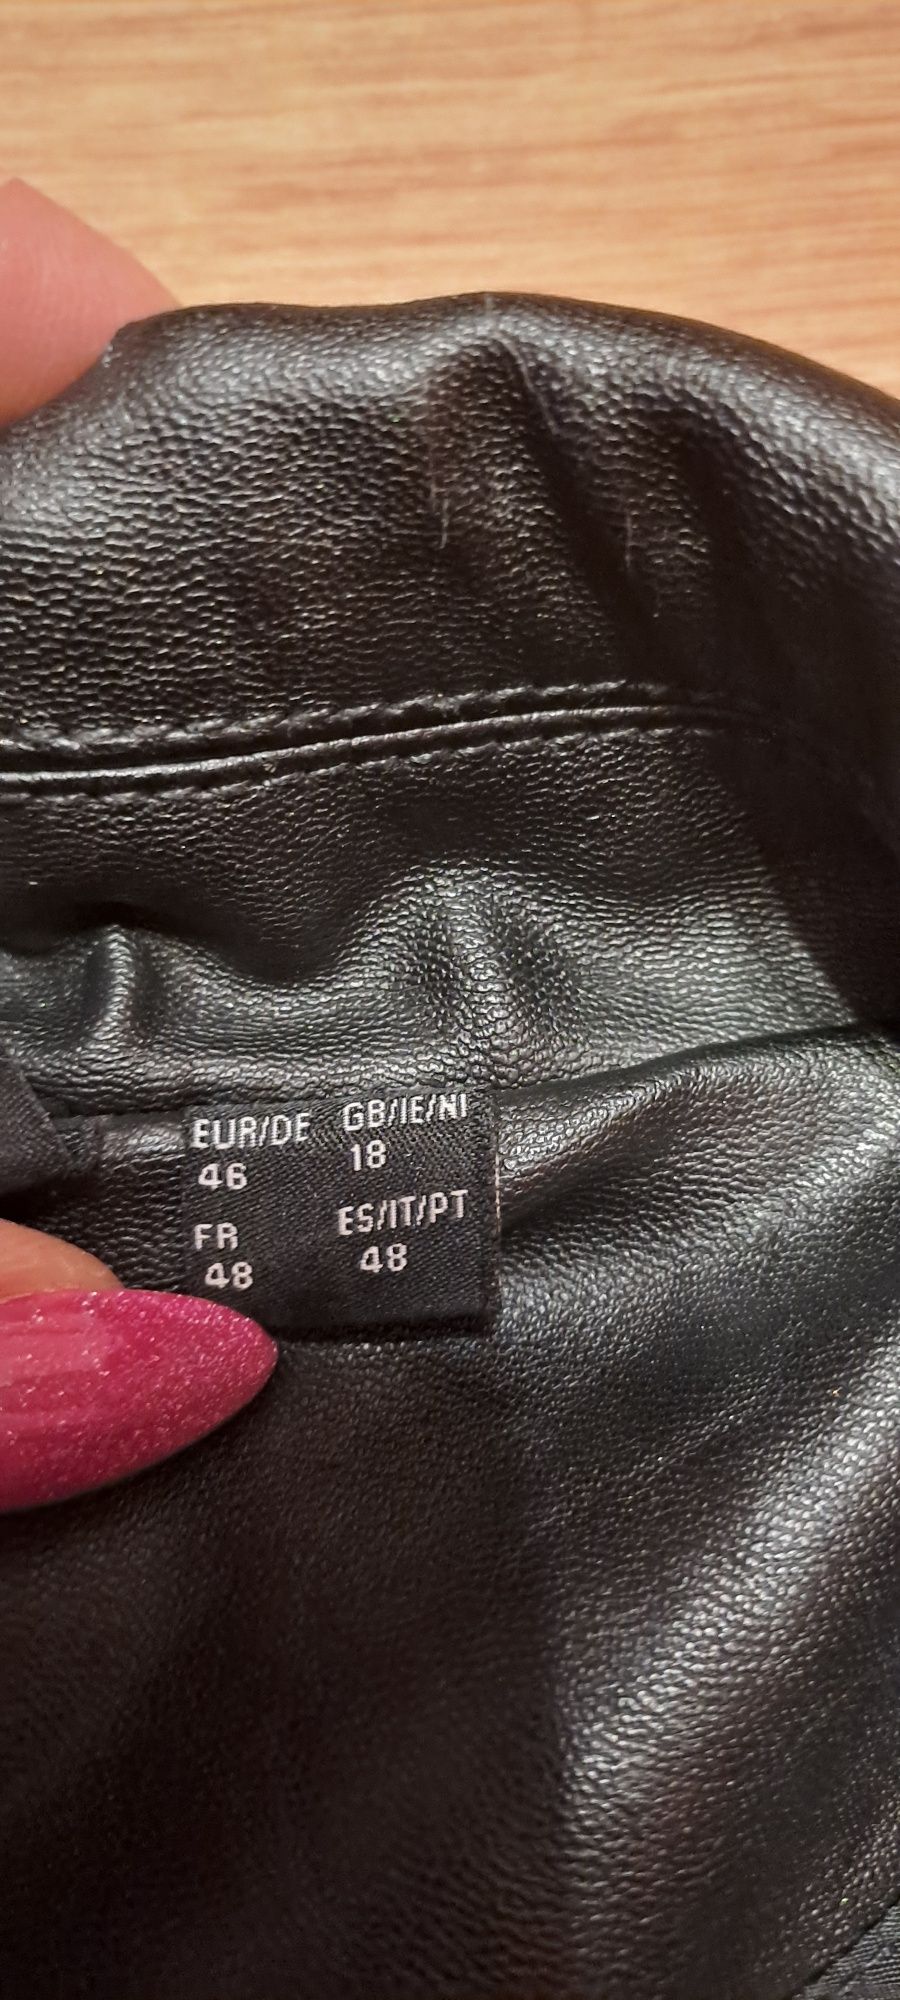 EUR/DE GB/IE/NI
46 18
FR ES/IT/PT
48 48